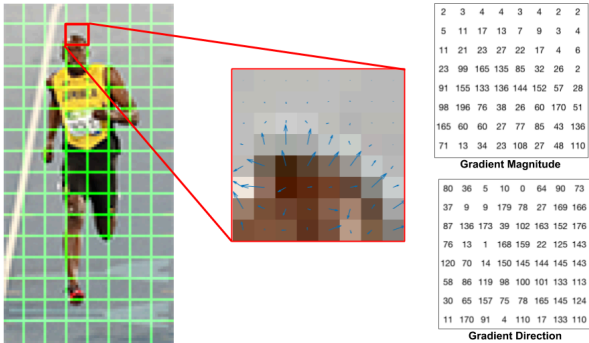 2 3 4 4 3 4 2 2
5 11 17 13 7 9 3 4
11 21 23 27 22 17 4 6
23 99 165 135 85 32 26 2
91 155 133 136 144 152 57 28
98 196 76 38 26 60 170 51
165 60 60 27 77 85 43 136
71 13 34 23 108 27 48 110
Gradient Magnitude
80 36 5 10 0 64 90 73
37 9 9 179 78 27 169 166
87 136 173 39 102 163 152 176
76 13 1 168 159 22 125 143
120 70 14 150 145 144 145 143
58 86 119 98 100 101 133 113
30 65 157 75 78 165 145 124
11 170 91 4 110 17 133 110
Gradient Direction